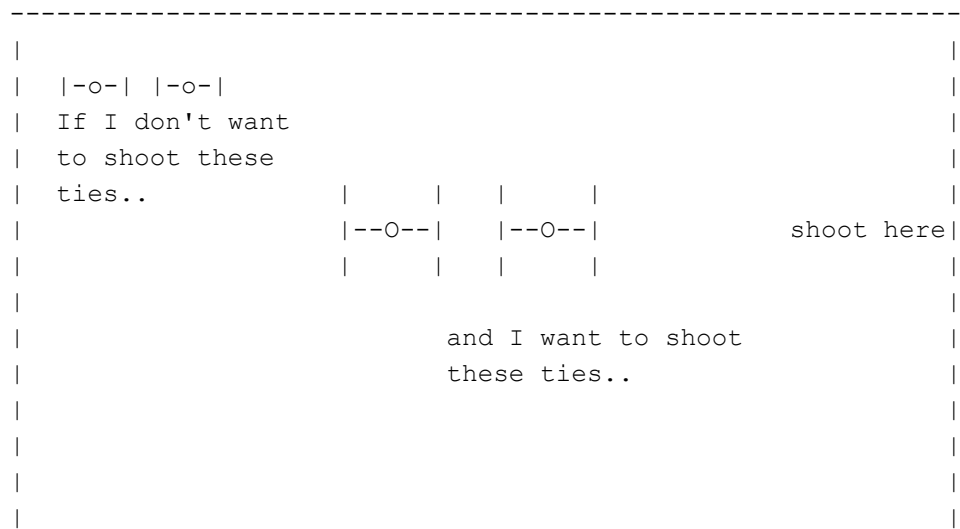 --------------------------------------------------------------
|                                                            |
|  |-o-| |-o-|                                               |
|  If I don't want                                           |
|  to shoot these                                            |
|  ties..            |     |   |     |                       |
|                    |--O--|   |--O--|            shoot here|
|                    |     |   |     |                       |
|                                                            |
|                           and I want to shoot              |
|                           these ties..                     |
|                                                            |
|                                                            |
|                                                            |
|                                                            |